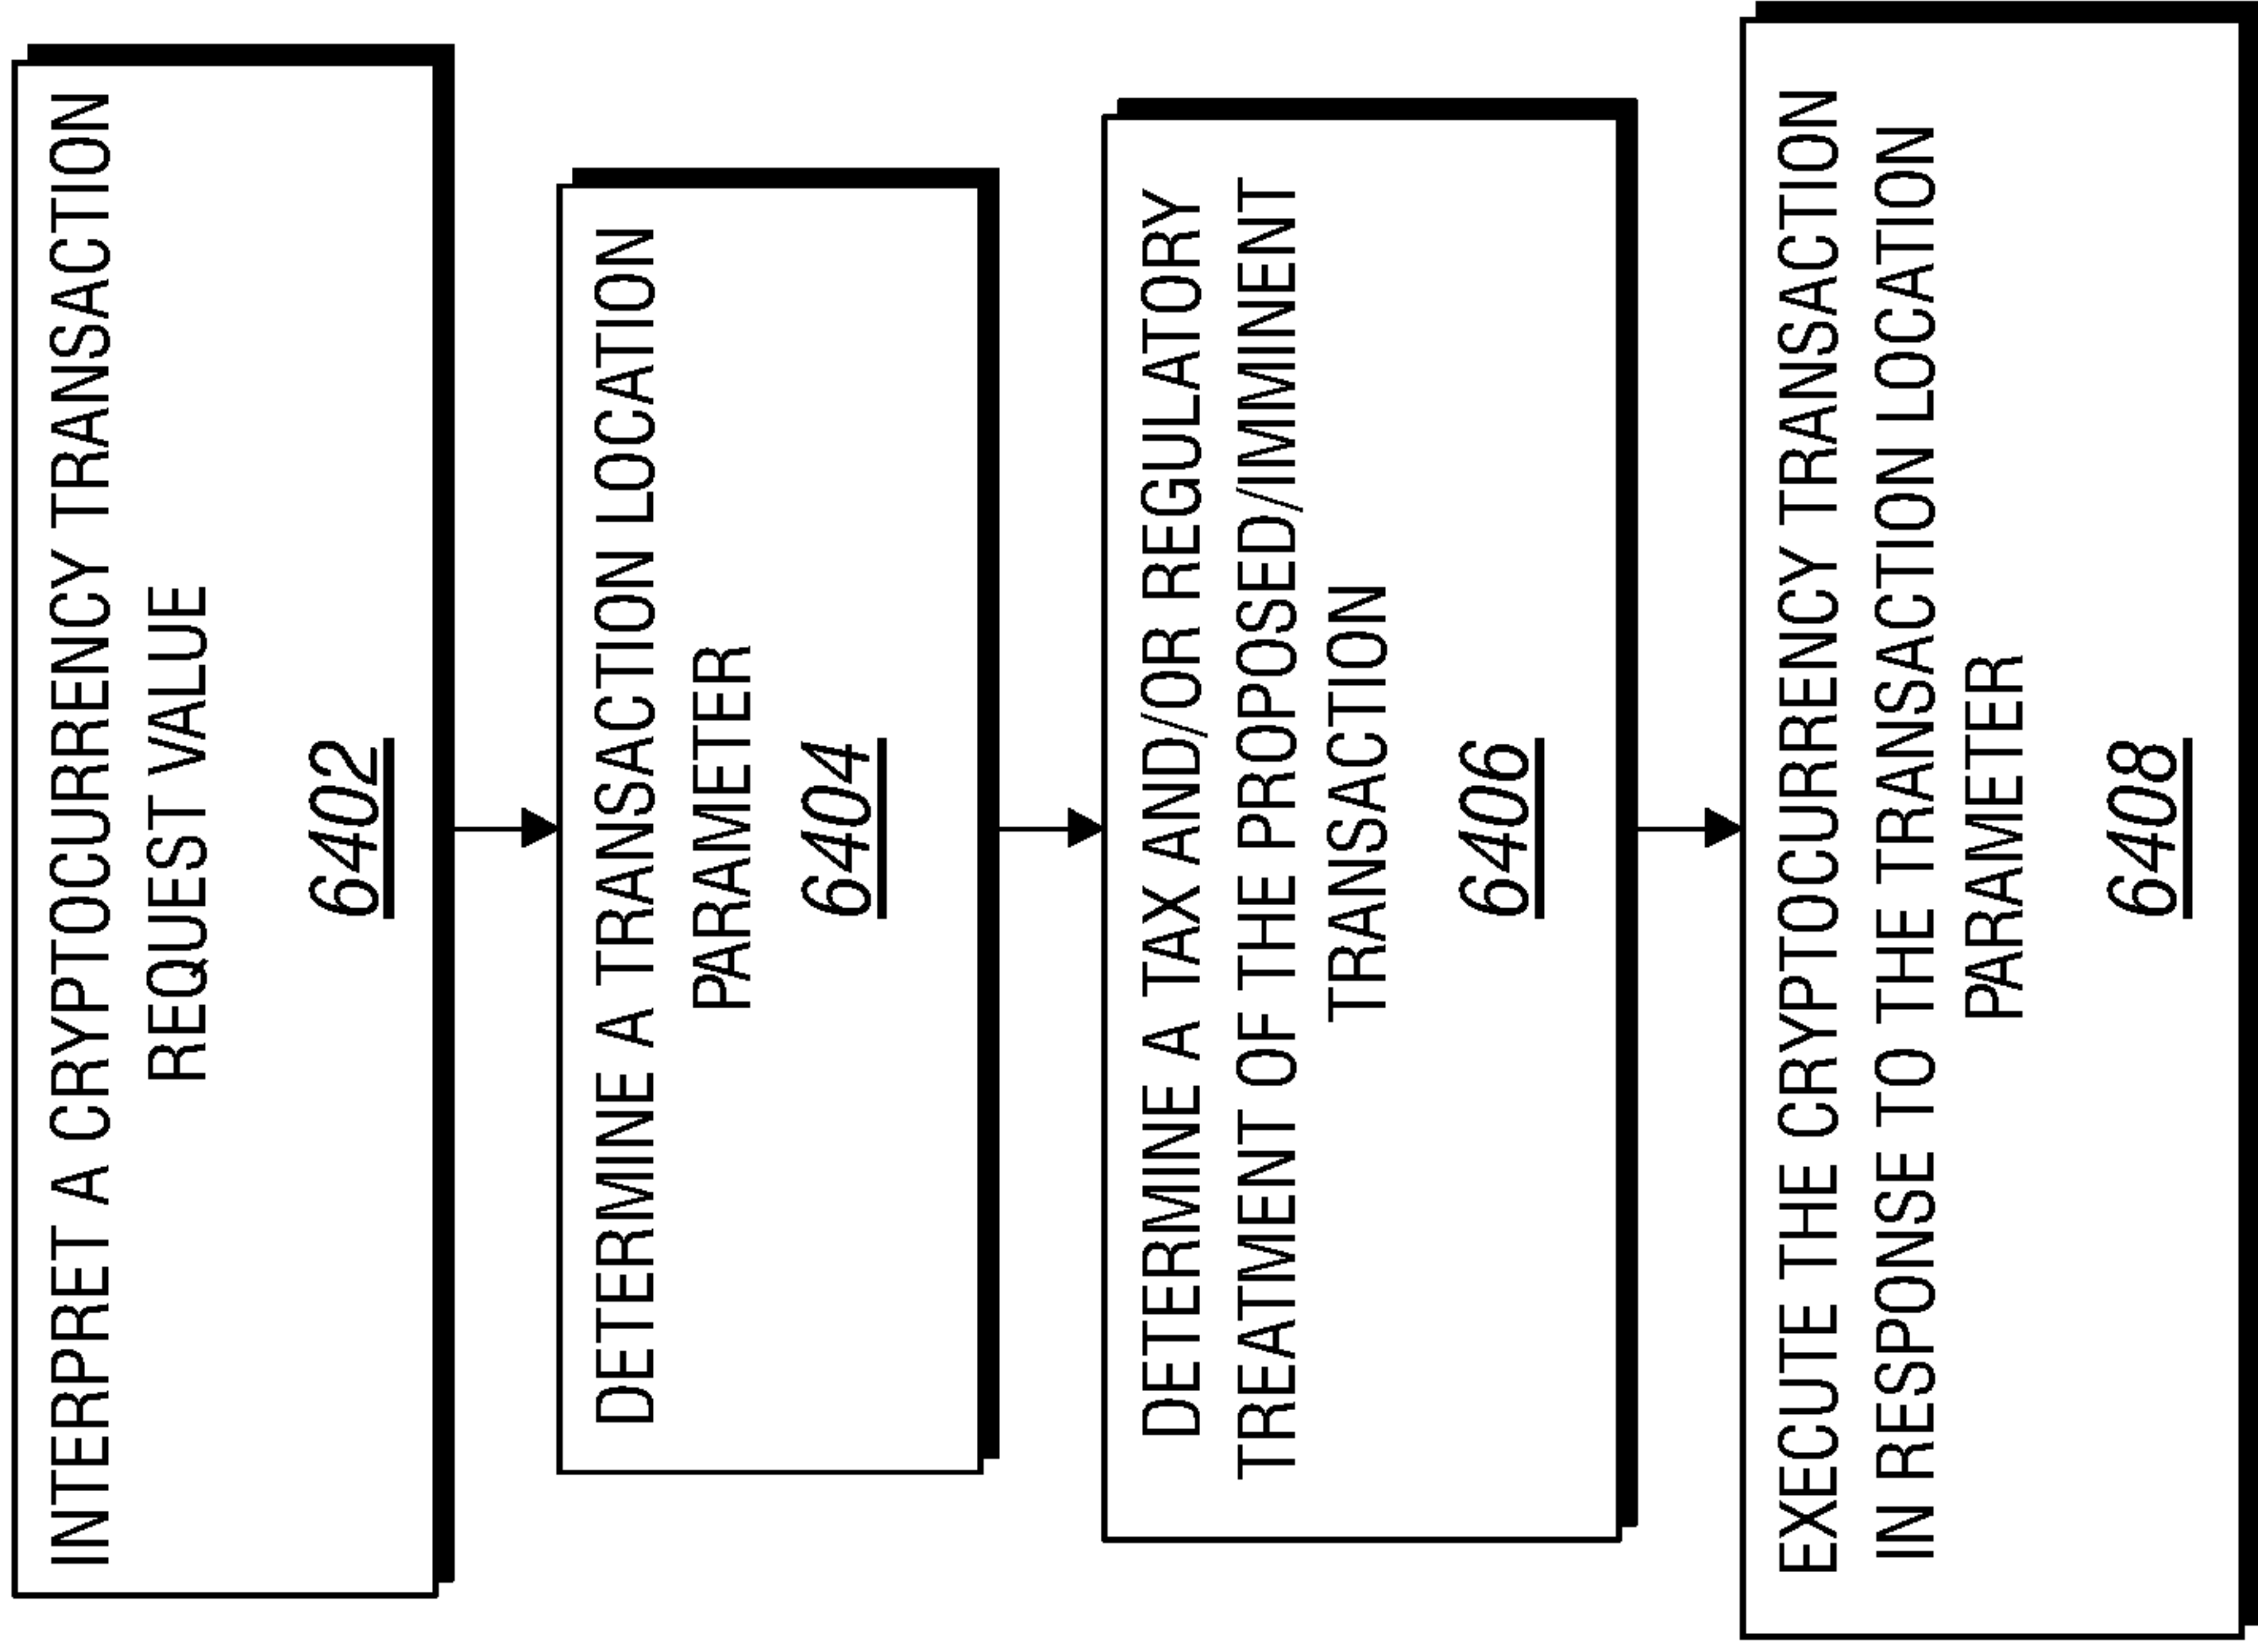 INTERPRET A CRYPTOCURRENCY TRANSACTION
REQUEST VALUE
6402
DETERMINE A TRANSACTION LOCATION
PARAMETER
6404
DETERMINE A TAX AND/OR REGULATORY
TREATMENT OF THE PROPOSED/IMMINENT
TRANSACTION
6406
EXECUTE THE CRYPTOCURRENCY TRANSACTION
IN RESPONSE TO THE TRANSACTION LOCATION
PARAMETER
6408